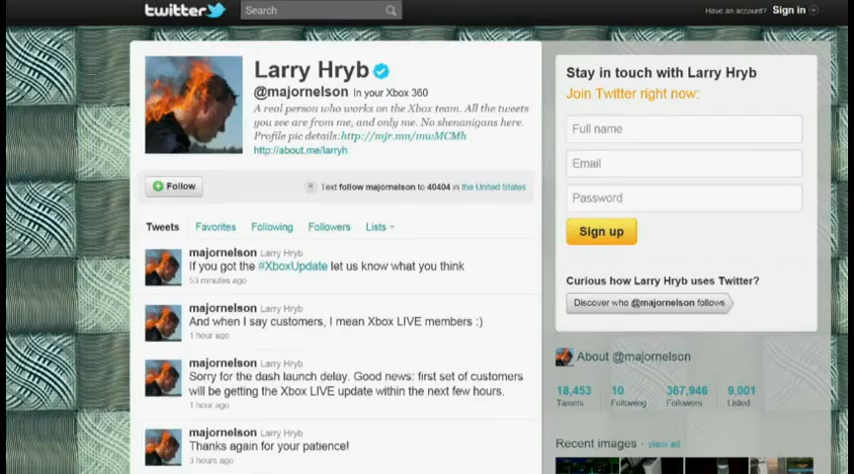 twitter
Search
Have an account? Sign in
Larry Hryb
@majornelson In your Xbox 360
A real person who works on the Xbox team. All the tweets
you see are from me, and only me. No shenanigans here.
Profile pic details:http://mjr.mn/mwMCMh
http://about.me/larryh
Follow
Text follow majornelson to 40404 in the United States
Tweets Favorites Following Followers Lists
majornelson Larry Hryb
If you got the #XboxUpdate let us know what you think
53 minutes ago
majornelson Larry Hryb
And when I say customers, I mean Xbox LIVE members :)
1 hour ago
majornelson Larry Hryb
Sorry for the dash launch delay. Good news: first set of customers
will be getting the Xbox LIVE update within the next few hours.
1 hour ago
majornelson Larry Hryb
Thanks again for your patience!
3 hours ago
Stay in touch with Larry Hryb
Join Twitter right now:
Full name
Email
Password
Sign up
Curious how Larry Hryb uses Twitter?
Discover who @majornelson follows
About @majornelson
18,453 10 367,946 9,001
Tweets Following Followers Listed
Recent images · view all